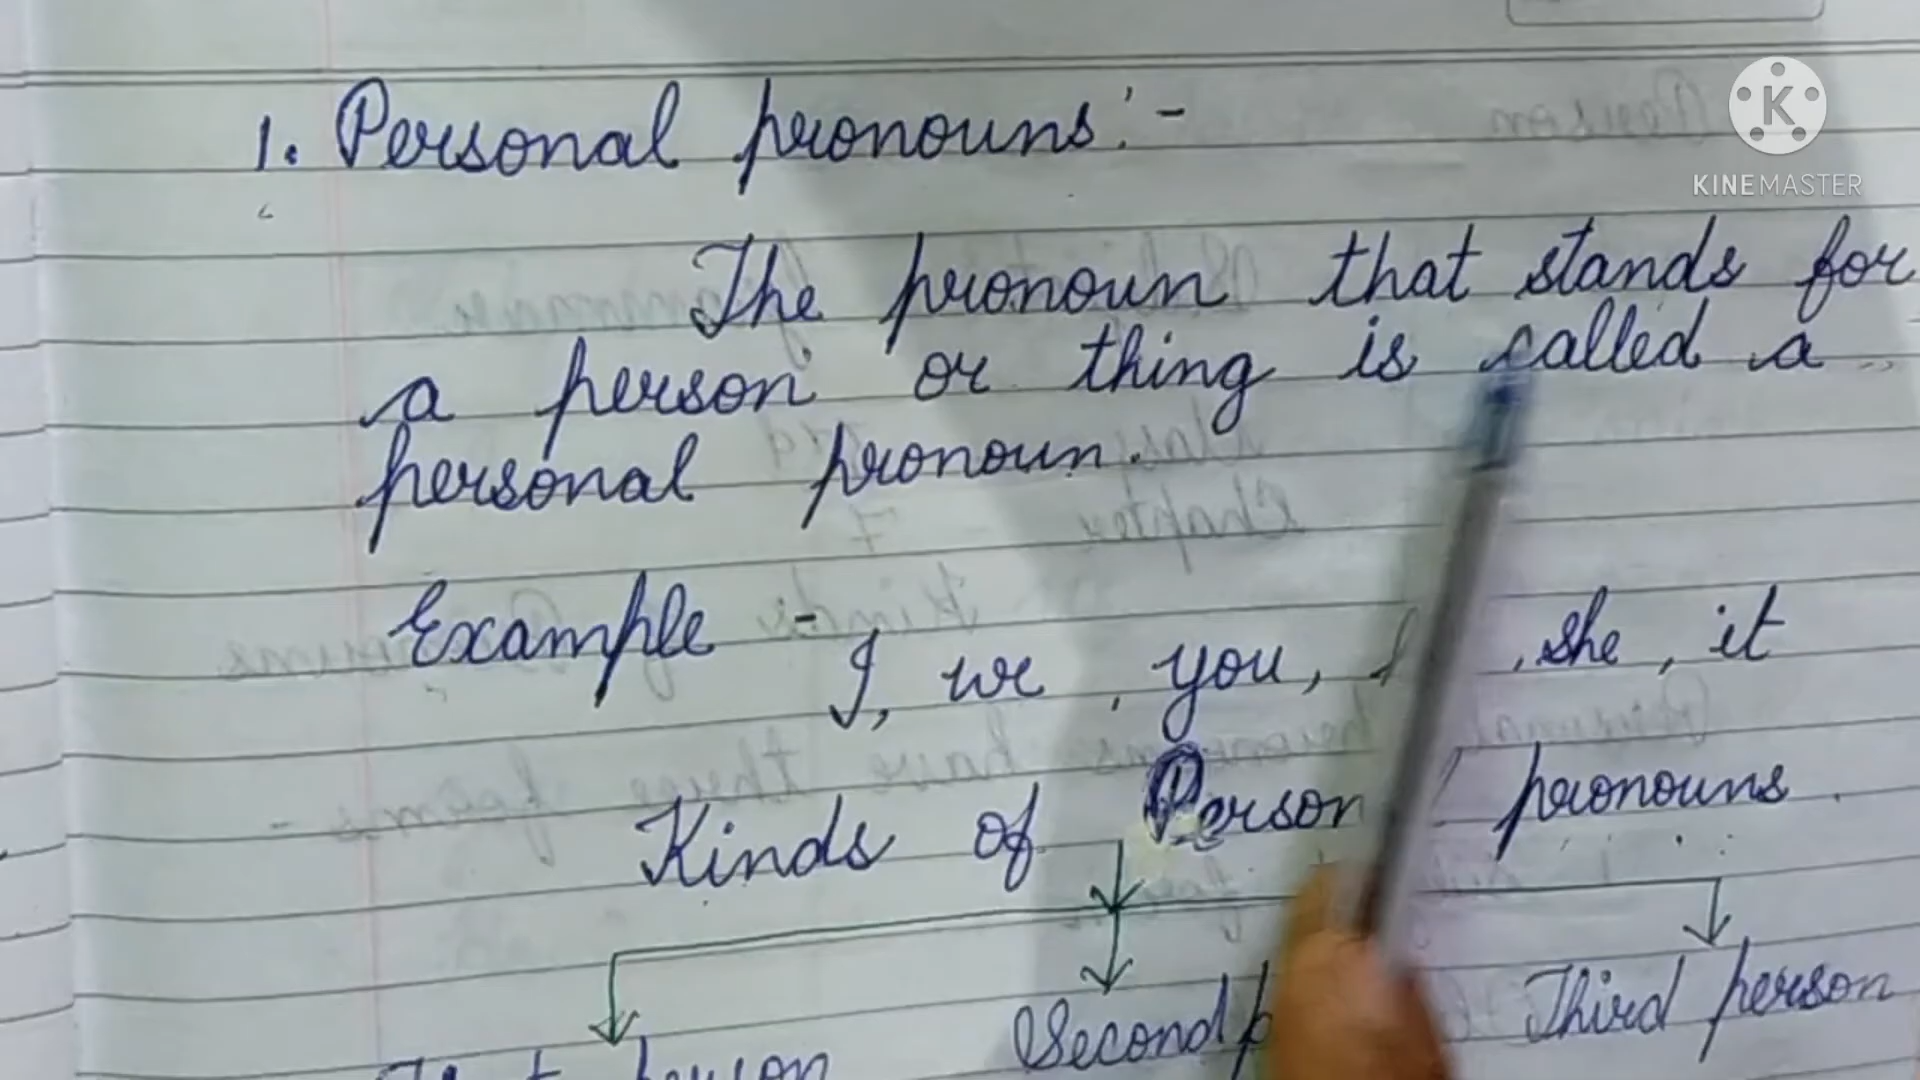 1. Personal pronouns :-
The pronoun that stands for
a person or thing is called a
personal pronoun.
Example - I, we, you, , she, it
Kinds of pronouns.
person Second Third person
KINEMASTER